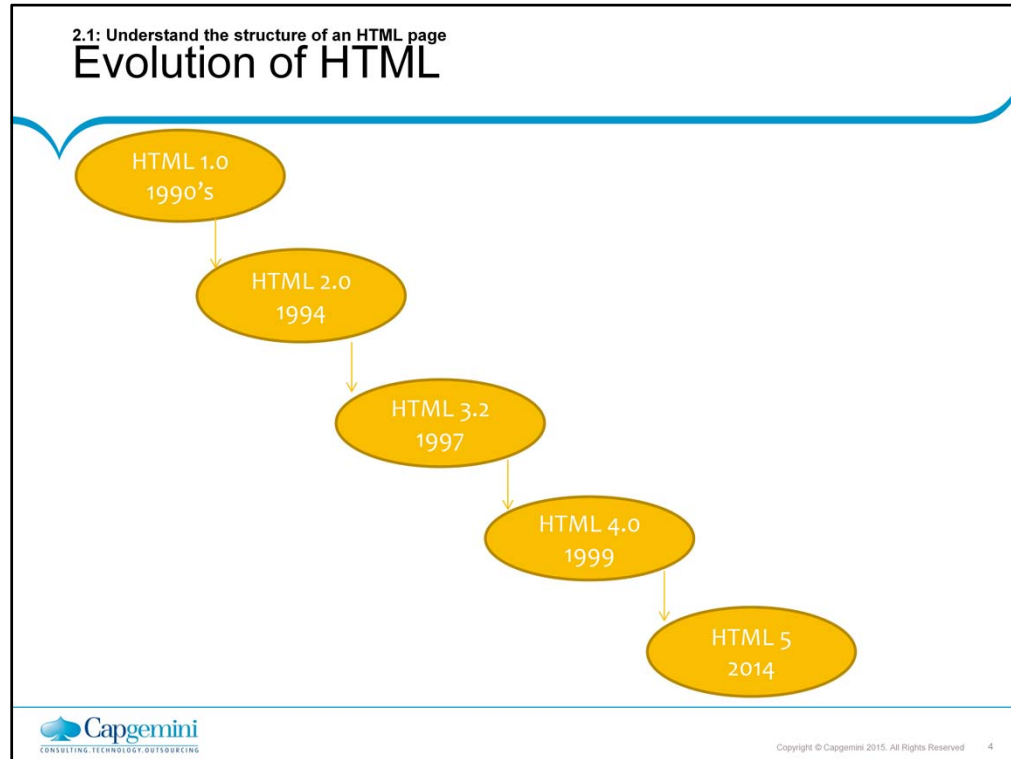 2.1: Understand the structure of an HTML page
Evolution of HTML
HTML 1.0
1990’s
HTML 2.0
1994
HTML 3.2
1997
HTML 4.0
1999
HTML 5
2014
Capgemini
CONSULTING.TECHNOLOGY.OUTSOURCING
Copyright © Capgemini 2015. All Rights Reserved 4